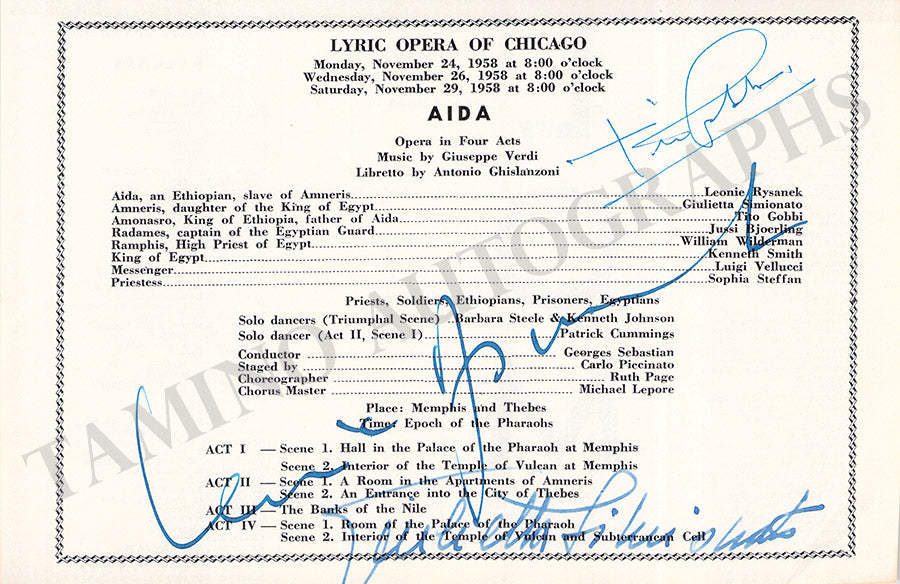 LYRIC OPERA OF CHICAGO
Monday, November 24, 1958 at 8:00 o'clock
Wednesday, November 26, 1958 at 8:00 o'clock
Saturday, November 29, 1958 at 8:00 o'clock
AIDA
Tito Gobbi
Opera in Four Acts
Music by Giuseppe Verdi
Libretto by Antonio Ghislanzoni
Aida, an Ethiopian, slave of Amneris Leonie Rysanek
Amneris, daughter of the King of Egypt Giulietta Simionato
Amonasro, King of Ethiopia, father of Aida Tito Gobbi
Radames, captain of the Egyptian Guard Jussi Bjoerling
Ramphis, High Priest of Egypt William Wilderman
King of Egypt Kenneth Smith
Messenger Luigi Vellucci
Priestess Sophia Steffan
Priests, Soldiers, Ethiopians, Prisoners, Egyptians
Solo dancers (Triumphal Scene) Barbara Steele & Kenneth Johnson
Solo dancer (Act II, Scene I) Patrick Cummings
Conductor Georges Sebastian
Staged by Carlo Piccinato
Choreographer Ruth Page
Chorus Master Michael Lepore
Place: Memphis and Thebes
Time: Epoch of the Pharaohs
ACT I — Scene 1. Hall in the Palace of the Pharaoh at Memphis
Scene 2. Interior of the Temple of Vulcan at Memphis
ACT II — Scene 1. A Room in the Apartments of Amneris
Scene 2. An Entrance into the City of Thebes
ACT III — The Banks of the Nile
ACT IV — Scene 1. Room of the Palace of the Pharaoh
Scene 2. Interior of the Temple of Vulcan and Subterranean Cell
Leonie Rysanek
Giulietta Simionato
TAMINO AUTOGRAPHS